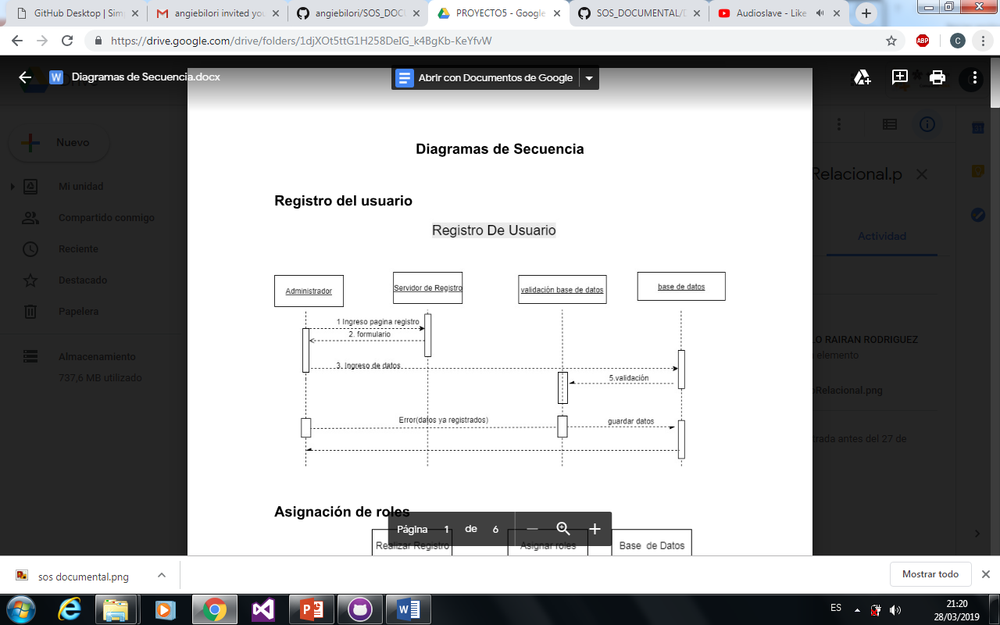 GitHub Desktop | Sim
angiebilori invited you
angiebilori/SOS_DOCU
PROYECTO5 - Google
SOS_DOCUMENTAL/D
Audioslave - Like
https://drive.google.com/drive/folders/1djXOt5ttG1H258DeIG_k4BgKb-KeYfvW
ABP
C
W
Diagramas de Secuencia.docx
Abrir con Documentos de Google
Nuevo
Mi unidad
Compartido conmigo
Reciente
Destacado
Papelera
Almacenamiento
737,6 MB utilizado
Relacional.p
Actividad
LO RAIRAN RODRIGUEZ
elemento
oRelacional.png
trada antes del 27 de
Diagramas de Secuencia
Registro del usuario
Registro De Usuario
Administrador
Servidor de Registro
validación base de datos
base de datos
1 Ingreso pagina registro
2. formulario
3. Ingreso de datos
5.validación
Error(datos ya registrados)
guardar datos
Asignación de roles
Página 1 de 6
Realizar Registro
Asignar roles
Base de Datos
sos documental.png
Mostrar todo
ES
21:20
28/03/2019